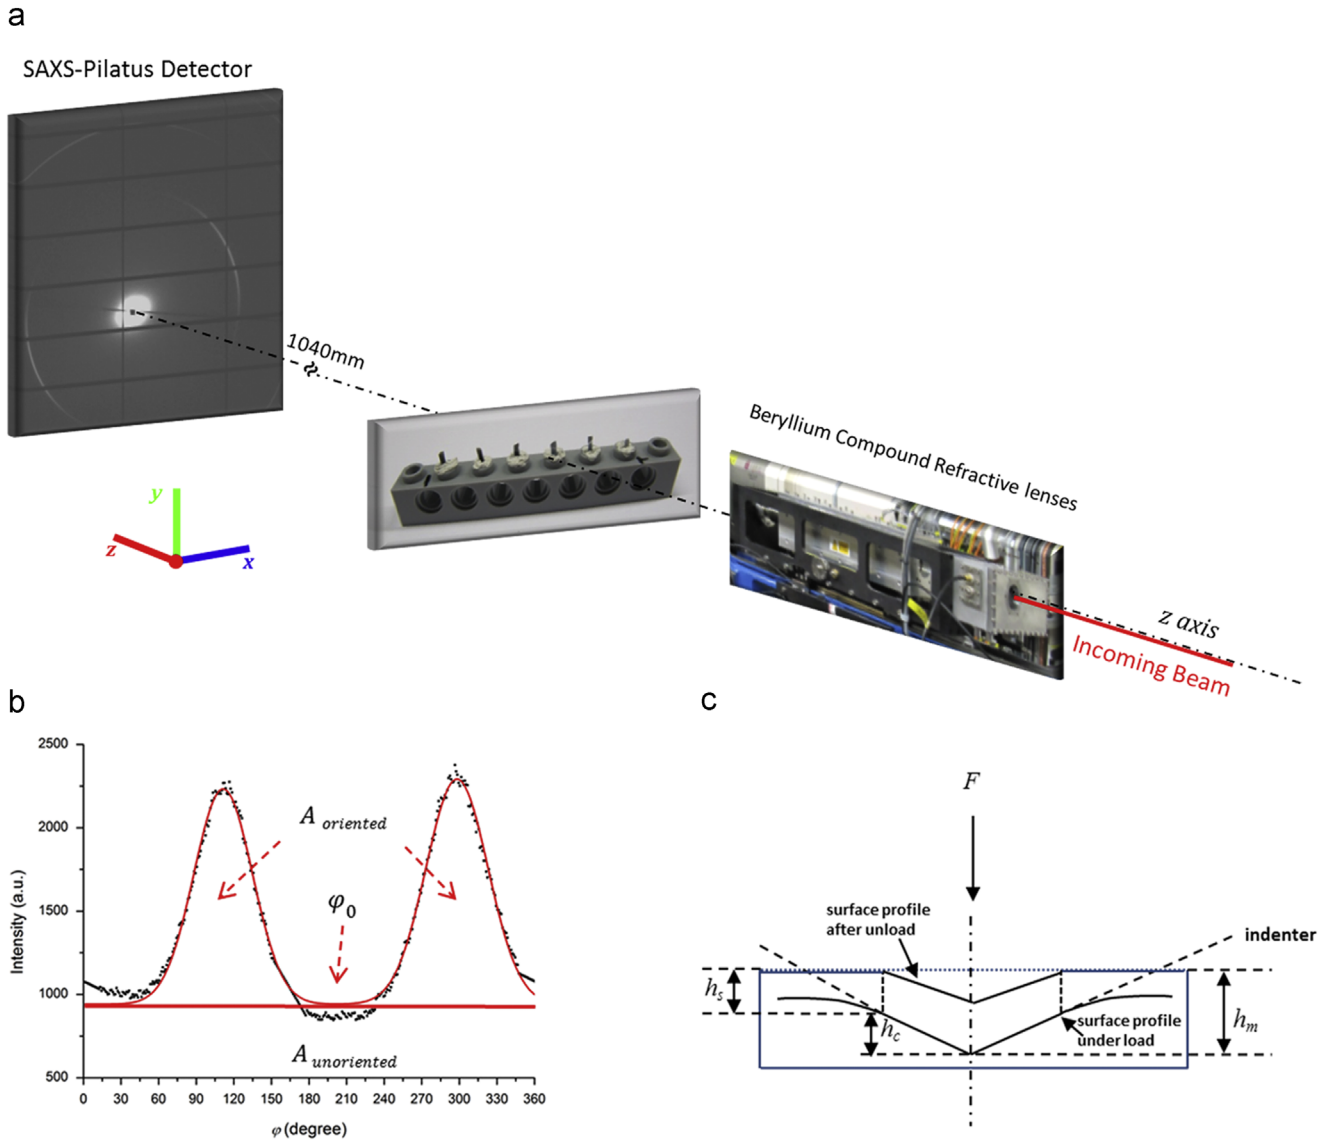 a
SAXS-Pilatus Detector
1040mm
Beryllium Compound Refractive lenses
y
z
x
z axis
Incoming Beam
b
2500
2000
1500
1000
500
Intensity (a.u.)
A oriented
φ0
A unoriented
0 30 60 90 120 150 180 210 240 270 300 330 360
φ (degree)
c
F
surface profile
after unload
indenter
hs
hc
hm
surface profile
under load